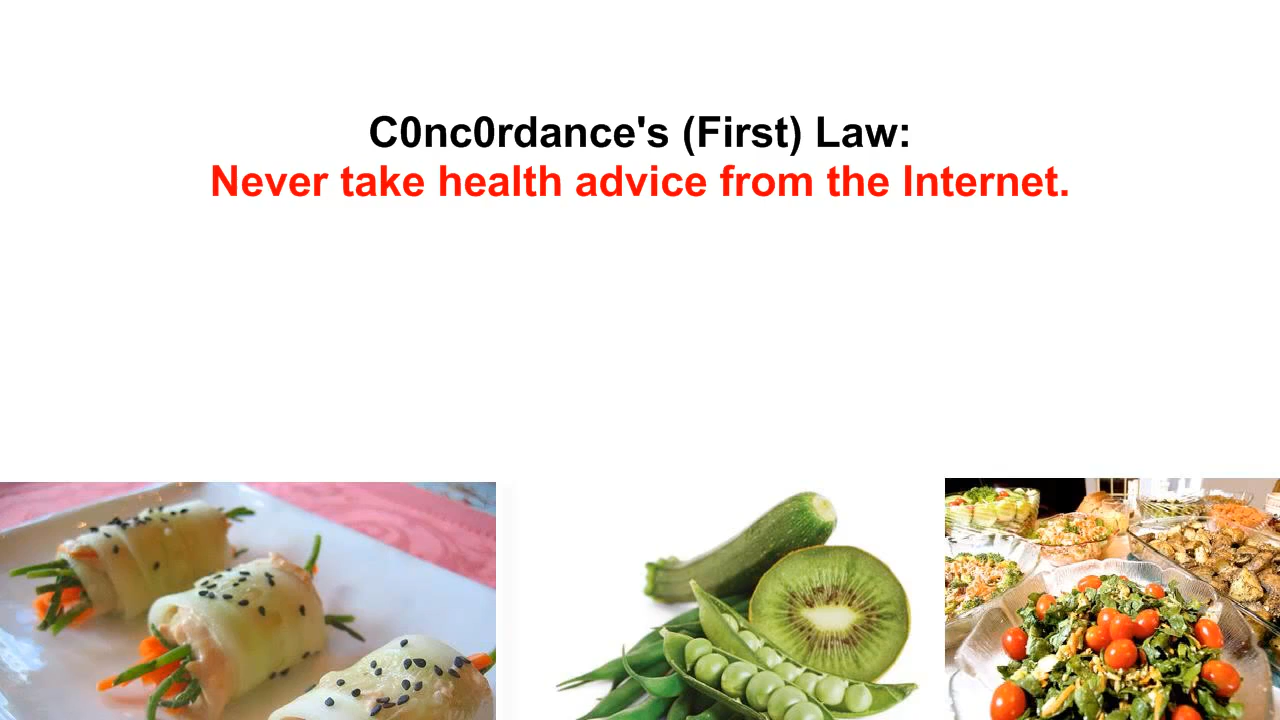 C0nc0rdance's (First) Law:
Never take health advice from the Internet.